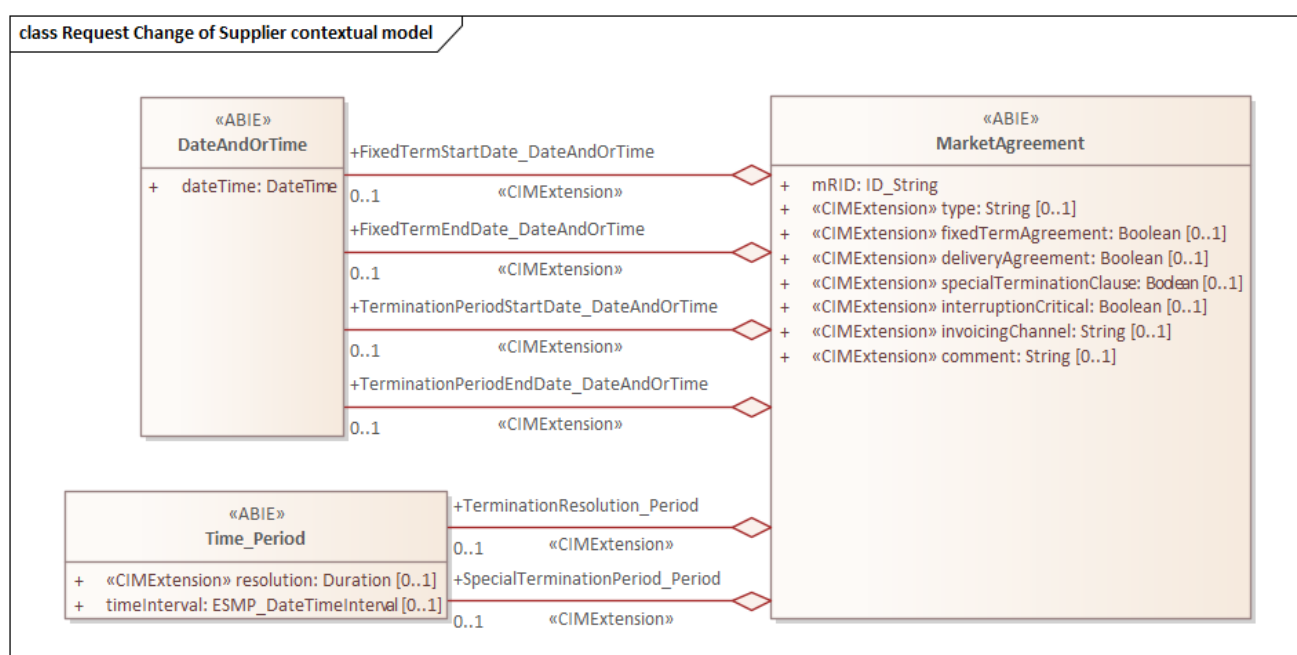 class Request Change of Supplier contextual model
«ABIE»
DateAndOrTime
+ dateTime: DateTime
+FixedTermStartDate_DateAndOrTime
0..1 «CIMExtension»
+FixedTermEndDate_DateAndOrTime
0..1 «CIMExtension»
+TerminationPeriodStartDate_DateAndOrTime
0..1 «CIMExtension»
+TerminationPeriodEndDate_DateAndOrTime
0..1 «CIMExtension»
«ABIE»
MarketAgreement
+ mRID: ID_String
+ «CIMExtension» type: String [0..1]
+ «CIMExtension» fixedTermAgreement: Boolean [0..1]
+ «CIMExtension» deliveryAgreement: Boolean [0..1]
+ «CIMExtension» specialTerminationClause: Boolean [0..1]
+ «CIMExtension» interruptionCritical: Boolean [0..1]
+ «CIMExtension» invoicingChannel: String [0..1]
+ «CIMExtension» comment: String [0..1]
«ABIE»
Time_Period
+ «CIMExtension» resolution: Duration [0..1]
+ timeInterval: ESMP_DateTimeInterval [0..1]
+TerminationResolution_Period
0..1 «CIMExtension»
+SpecialTerminationPeriod_Period
0..1 «CIMExtension»